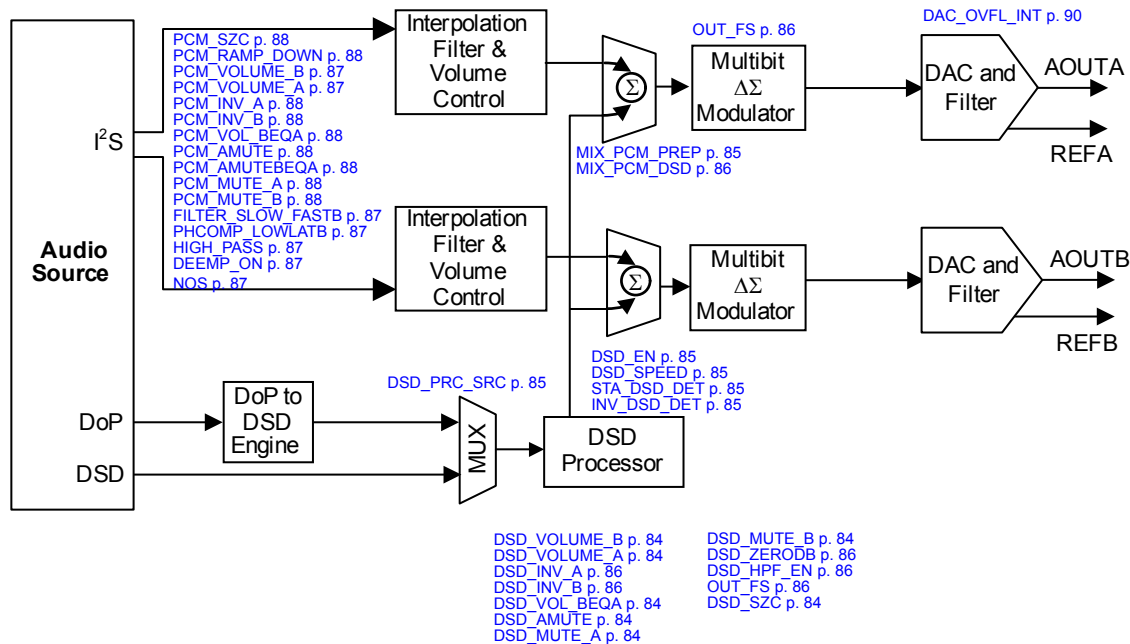 DAC_OVFL_INT p. 90
OUT_FS p. 86
Interpolation
Filter &
Volume
Control
Σ
Multibit
ΔΣ
Modulator
DAC and
Filter
AOUTA
REFA
PCM_SZC p. 88
PCM_RAMP_DOWN p. 88
PCM_VOLUME_B p. 87
PCM_VOLUME_A p. 87
PCM_INV_A p. 88
PCM_INV_B p. 88
PCM_VOL_BEQA p. 88
PCM_AMUTE p. 88
PCM_AMUTEBEQA p. 88
PCM_MUTE_A p. 88
PCM_MUTE_B p. 88
FILTER_SLOW_FASTB p. 87
PHCOMP_LOWLATB p. 87
HIGH_PASS p. 87
DEEMP_ON p. 87
NOS p. 87
I²S
Audio
Source
MIX_PCM_PREP p. 85
MIX_PCM_DSD p. 86
Interpolation
Filter &
Volume
Control
Σ
Multibit
ΔΣ
Modulator
DAC and
Filter
AOUTB
REFB
DSD_EN p. 85
DSD_SPEED p. 85
STA_DSD_DET p. 85
INV_DSD_DET p. 85
DSD_PRC_SRC p. 85
DoP
DoP to
DSD
Engine
MUX
DSD
Processor
DSD
DSD_VOLUME_B p. 84
DSD_VOLUME_A p. 84
DSD_INV_A p. 86
DSD_INV_B p. 86
DSD_VOL_BEQA p. 84
DSD_AMUTE p. 84
DSD_MUTE_A p. 84
DSD_MUTE_B p. 84
DSD_ZERODB p. 86
DSD_HPF_EN p. 86
OUT_FS p. 86
DSD_SZC p. 84